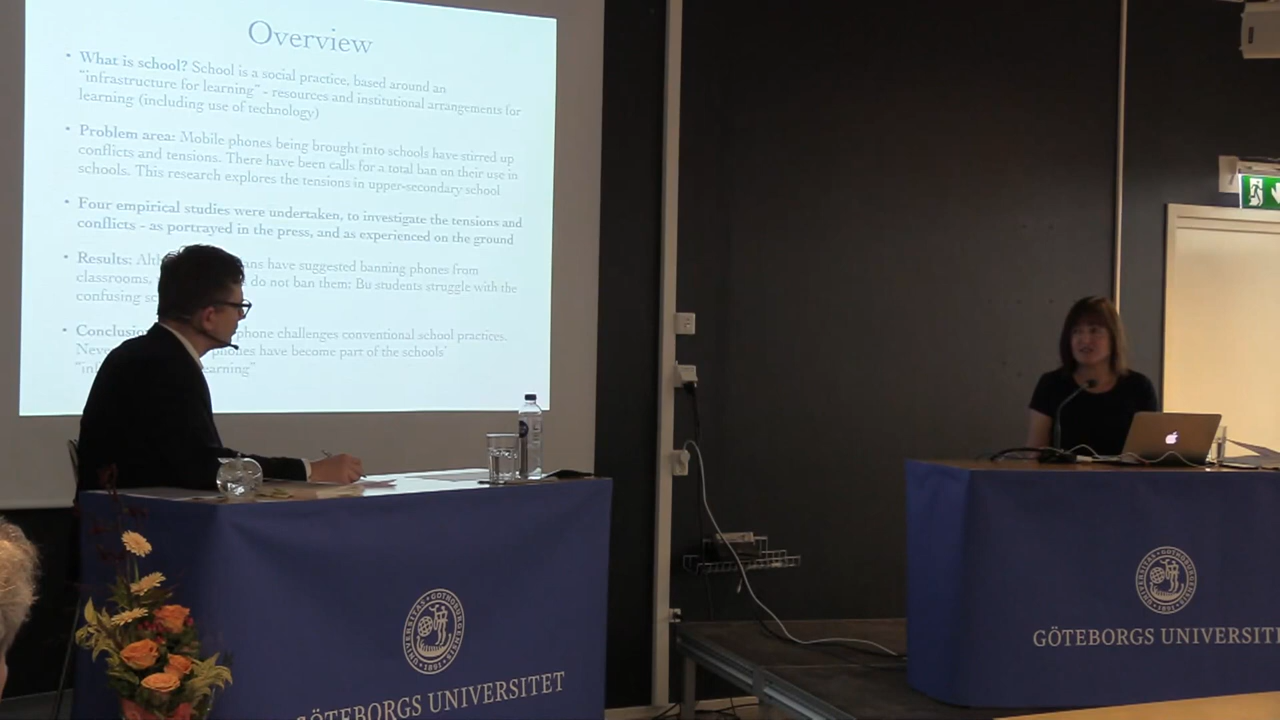 Overview
• What is school? School is a social practice, based around an
"infrastructure for learning" - resources and institutional arrangements for
learning (including use of technology)
• Problem area: Mobile phones being brought into schools have stirred up
conflicts and tensions. There have been calls for a total ban on their use in
schools. This research explores the tensions in upper-secondary school
• Four empirical studies were undertaken, to investigate the tensions and
conflicts - as portrayed in the press, and as experienced on the ground
• Results: have suggested banning phones from
classrooms, do not ban them; Bu students struggle with the
confusing
• phone challenges conventional school practices.
phones have become part of the schools'
GÖTEBORGS UNIVERSITET
GÖTEBORGS UNIVERSIT